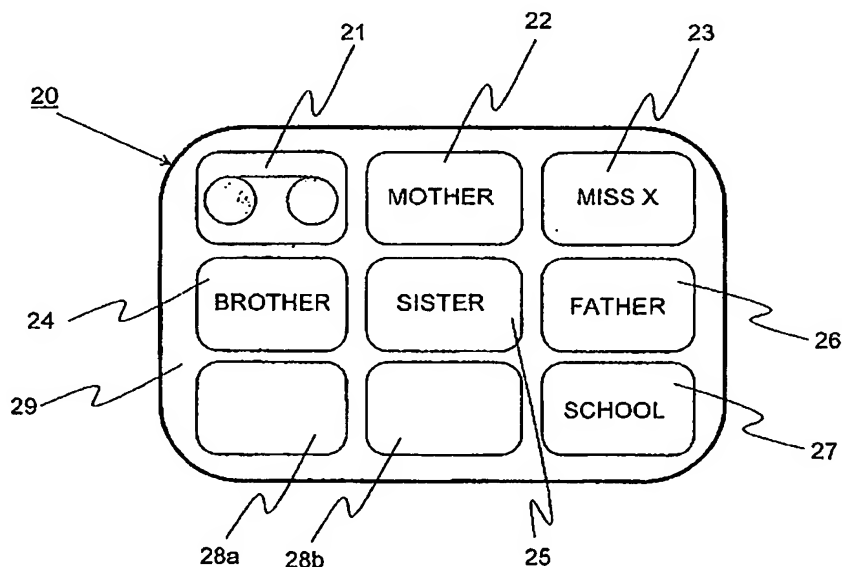 21 22 23
20
MOTHER MISS X
24 BROTHER SISTER FATHER 26
29 SCHOOL 27
28a 28b 25